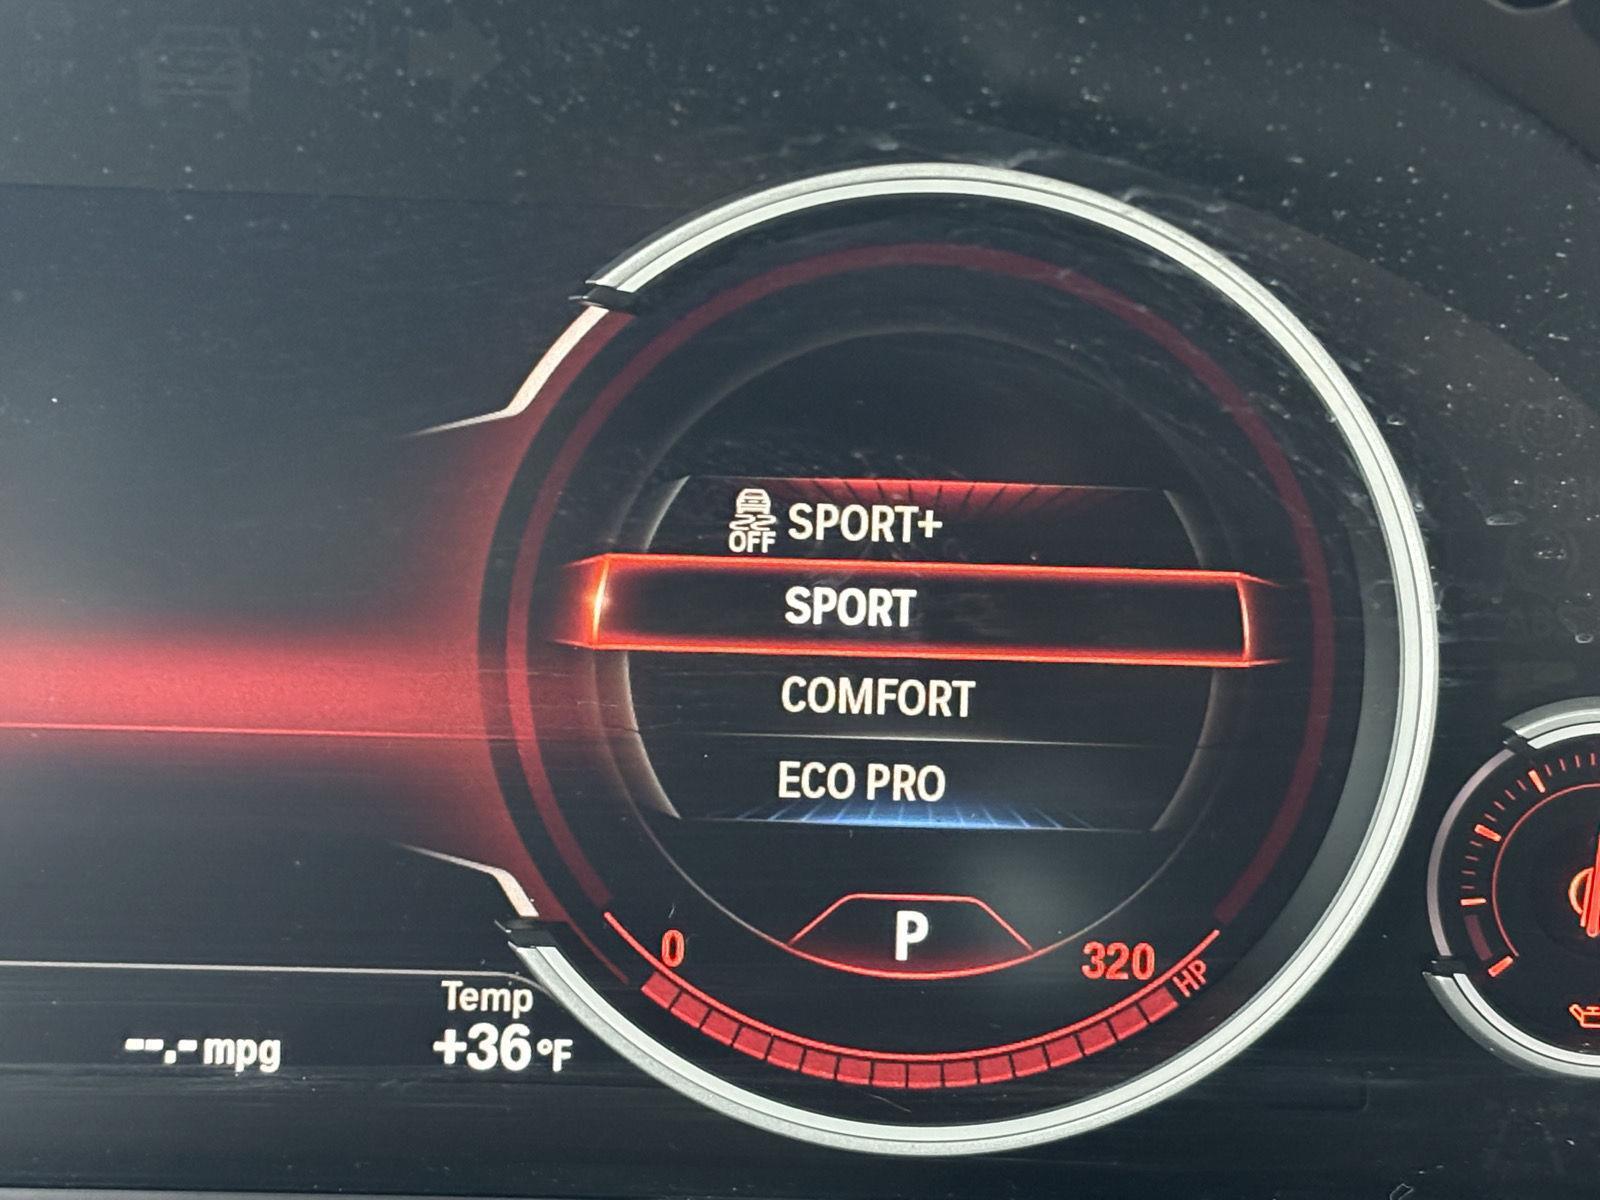 OFF SPORT+
SPORT
COMFORT
ECO PRO
P
0
320
HP
Temp
--.- mpg
+36 °F